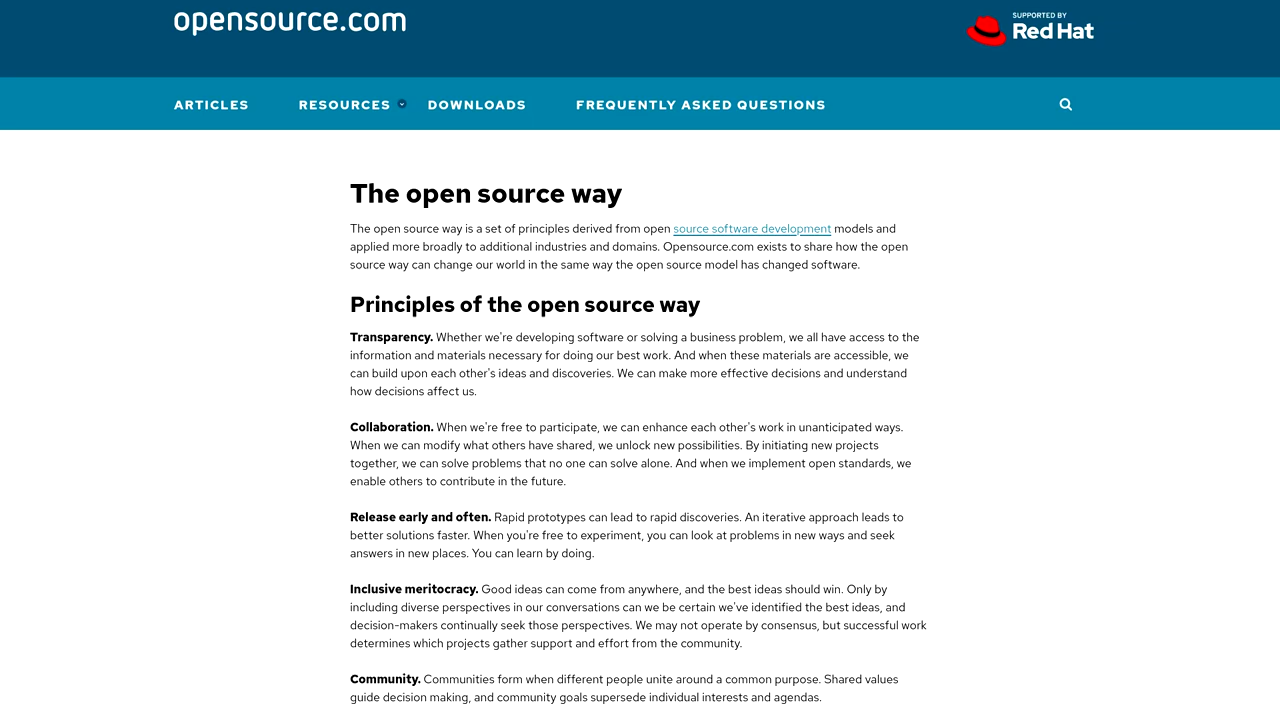 opensource.com
SUPPORTED BY
Red Hat
ARTICLES RESOURCES DOWNLOADS FREQUENTLY ASKED QUESTIONS
The open source way
The open source way is a set of principles derived from open source software development models and
applied more broadly to additional industries and domains. Opensource.com exists to share how the open
source way can change our world in the same way the open source model has changed software.
Principles of the open source way
Transparency. Whether we're developing software or solving a business problem, we all have access to the
information and materials necessary for doing our best work. And when these materials are accessible, we
can build upon each other's ideas and discoveries. We can make more effective decisions and understand
how decisions affect us.
Collaboration. When we're free to participate, we can enhance each other's work in unanticipated ways.
When we can modify what others have shared, we unlock new possibilities. By initiating new projects
together, we can solve problems that no one can solve alone. And when we implement open standards, we
enable others to contribute in the future.
Release early and often. Rapid prototypes can lead to rapid discoveries. An iterative approach leads to
better solutions faster. When you're free to experiment, you can look at problems in new ways and seek
answers in new places. You can learn by doing.
Inclusive meritocracy. Good ideas can come from anywhere, and the best ideas should win. Only by
including diverse perspectives in our conversations can we be certain we've identified the best ideas, and
decision-makers continually seek those perspectives. We may not operate by consensus, but successful work
determines which projects gather support and effort from the community.
Community. Communities form when different people unite around a common purpose. Shared values
guide decision making, and community goals supersede individual interests and agendas.